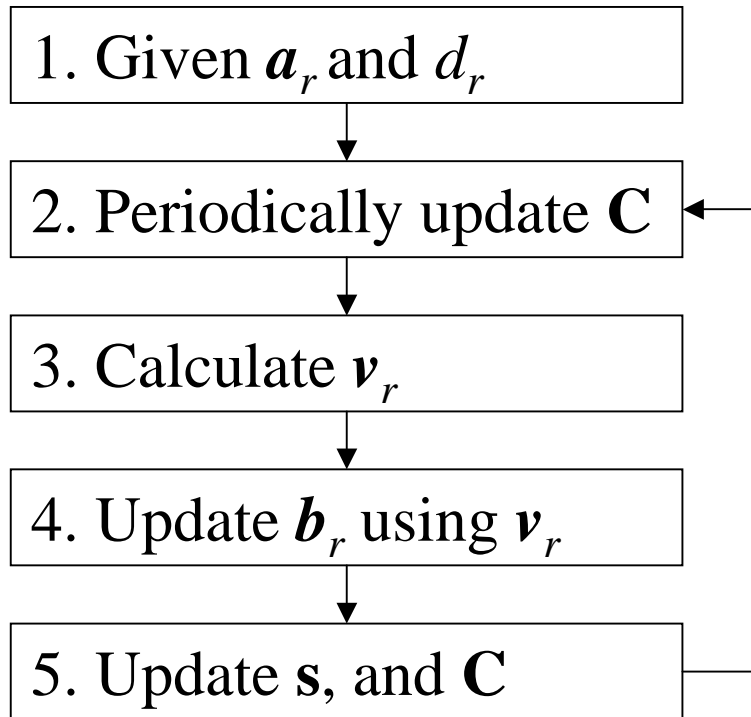 1. Given a_r and d_r
2. Periodically update C
3. Calculate v_r
4. Update b_r using v_r
5. Update s, and C